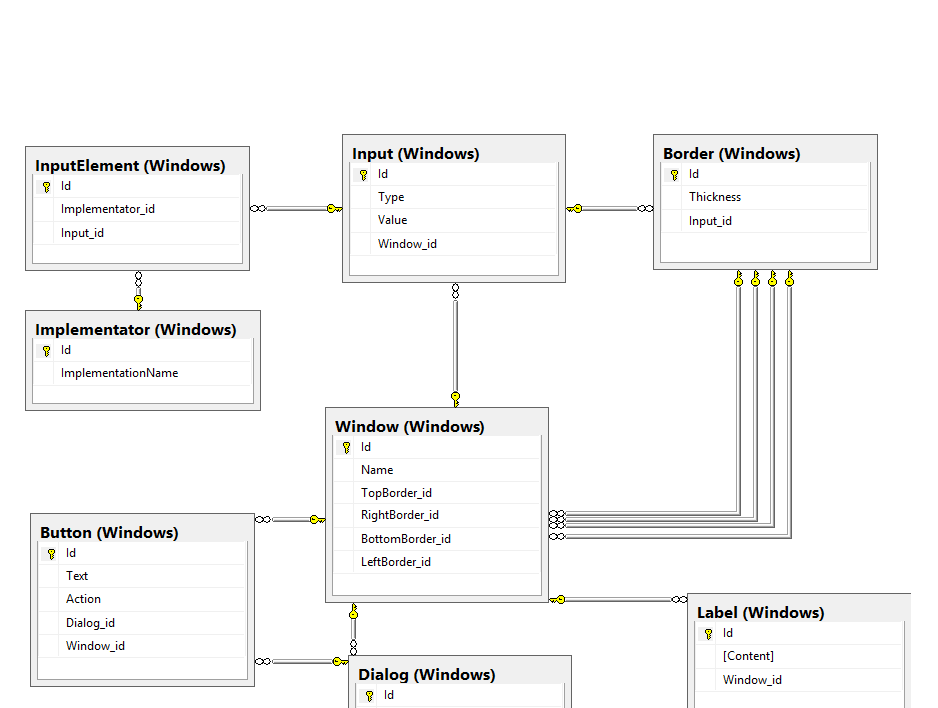 InputElement (Windows)
Id
Implementator_id
Input_id
Input (Windows)
Id
Type
Value
Window_id
Border (Windows)
Id
Thickness
Input_id
Implementator (Windows)
Id
ImplementationName
Window (Windows)
Id
Name
TopBorder_id
RightBorder_id
BottomBorder_id
LeftBorder_id
Button (Windows)
Id
Text
Action
Dialog_id
Window_id
Label (Windows)
Id
[Content]
Window_id
Dialog (Windows)
Id